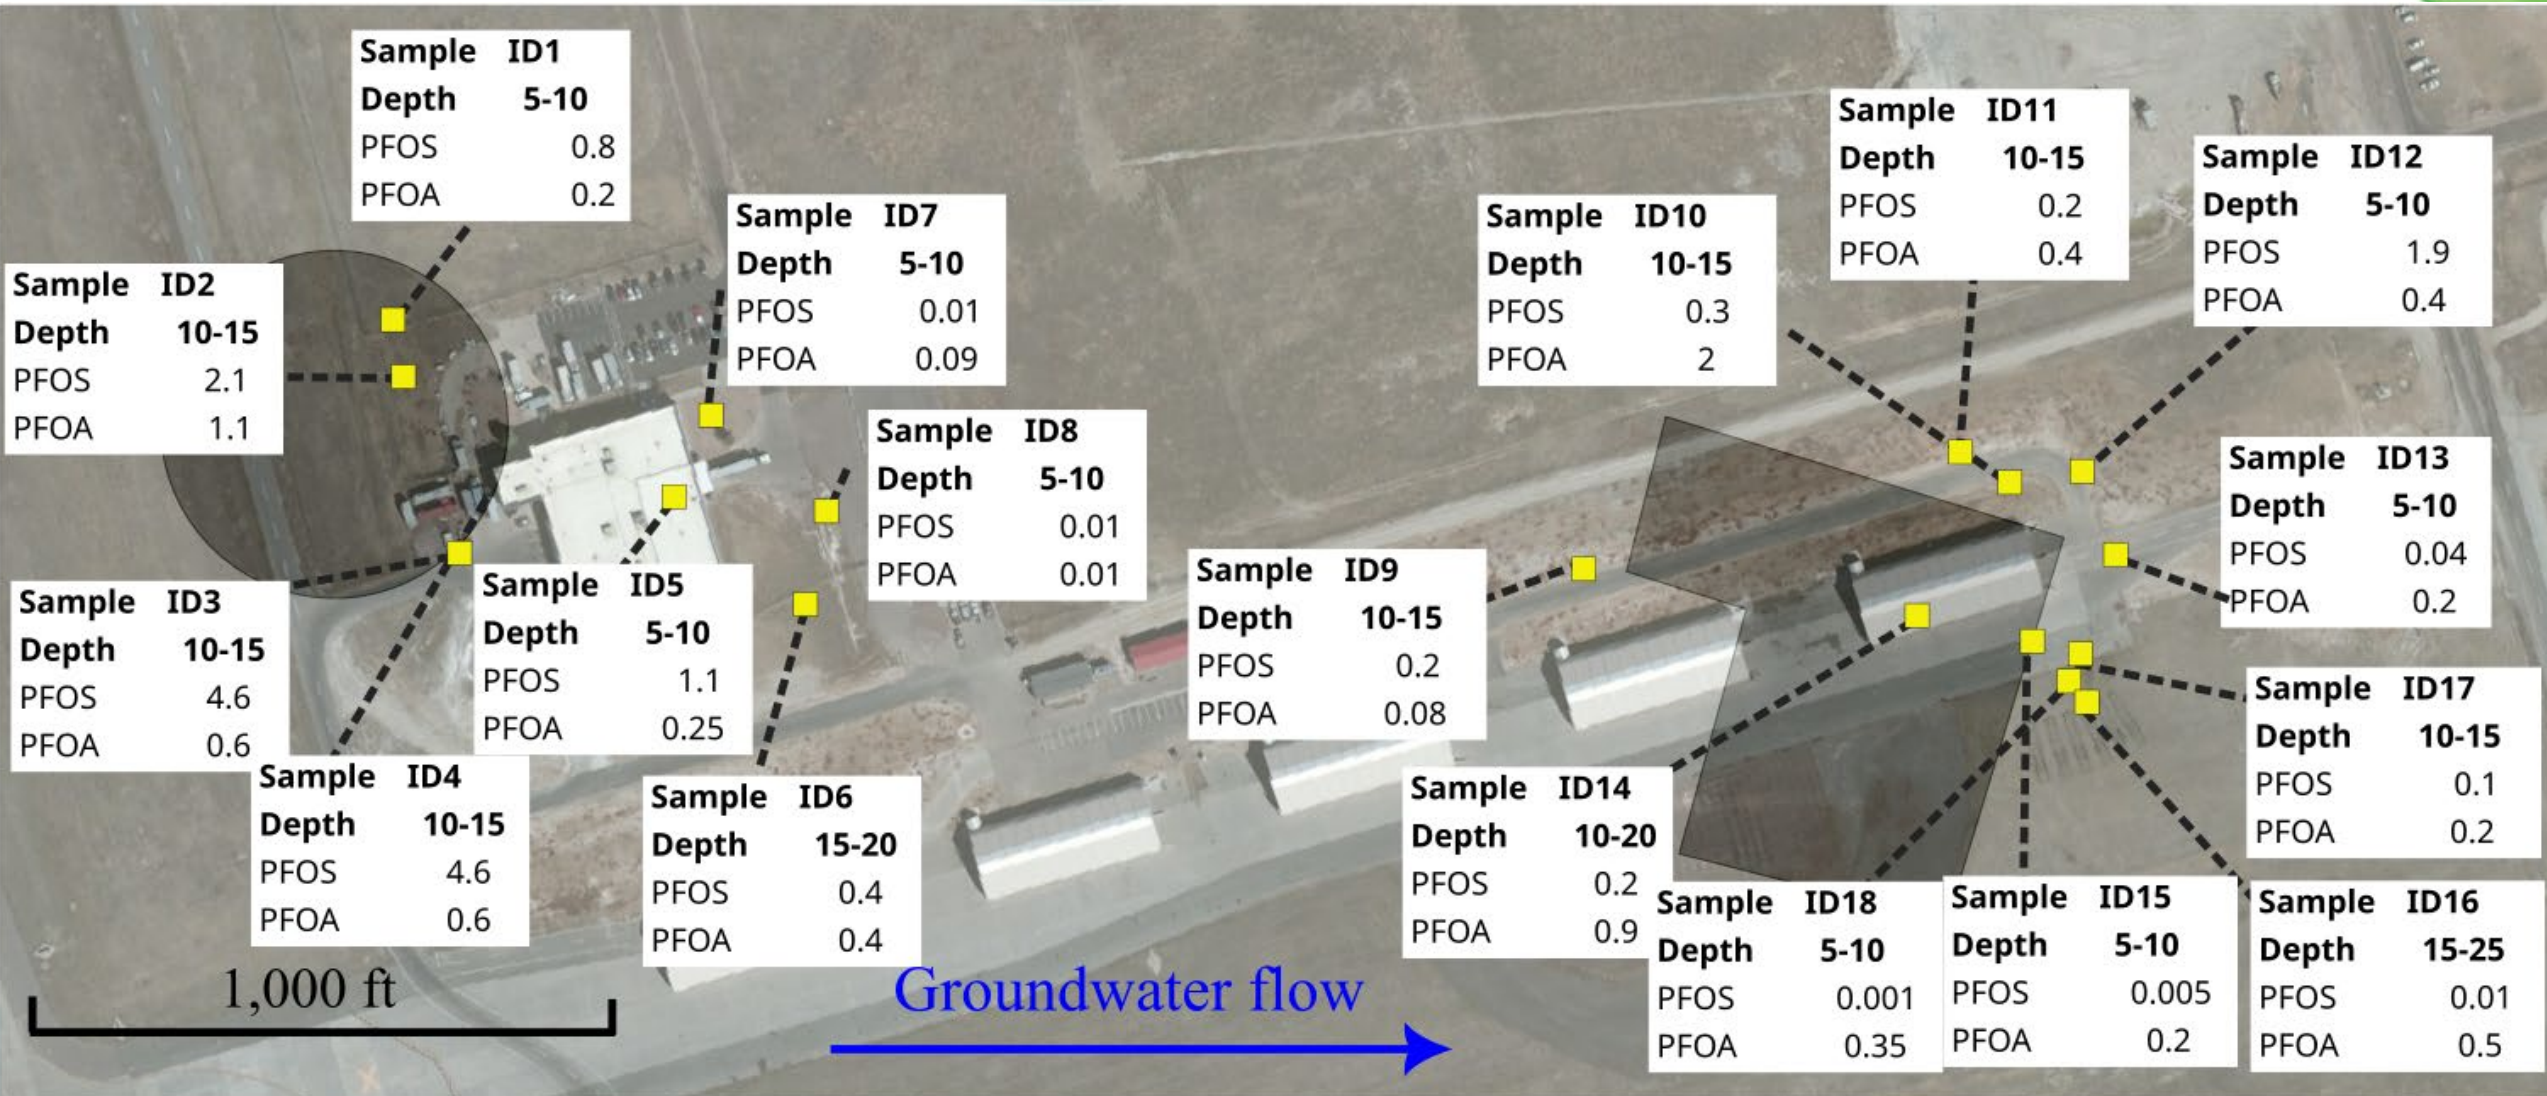 Sample ID1
Depth 5-10
PFOS 0.8
PFOA 0.2
Sample ID2
Depth 10-15
PFOS 2.1
PFOA 1.1
Sample ID3
Depth 10-15
PFOS 4.6
PFOA 0.6
Sample ID4
Depth 10-15
PFOS 4.6
PFOA 0.6
Sample ID5
Depth 5-10
PFOS 1.1
PFOA 0.25
Sample ID6
Depth 15-20
PFOS 0.4
PFOA 0.4
Sample ID7
Depth 5-10
PFOS 0.01
PFOA 0.09
Sample ID8
Depth 5-10
PFOS 0.01
PFOA 0.01
Sample ID9
Depth 10-15
PFOS 0.2
PFOA 0.08
Sample ID10
Depth 10-15
PFOS 0.3
PFOA 2
Sample ID11
Depth 10-15
PFOS 0.2
PFOA 0.4
Sample ID12
Depth 5-10
PFOS 1.9
PFOA 0.4
Sample ID13
Depth 5-10
PFOS 0.04
PFOA 0.2
Sample ID14
Depth 10-20
PFOS 0.2
PFOA 0.9
Sample ID18
Depth 5-10
PFOS 0.001
PFOA 0.35
Sample ID15
Depth 5-10
PFOS 0.005
PFOA 0.2
Sample ID17
Depth 10-15
PFOS 0.1
PFOA 0.2
Sample ID16
Depth 15-25
PFOS 0.01
PFOA 0.5
1,000 ft
Groundwater flow